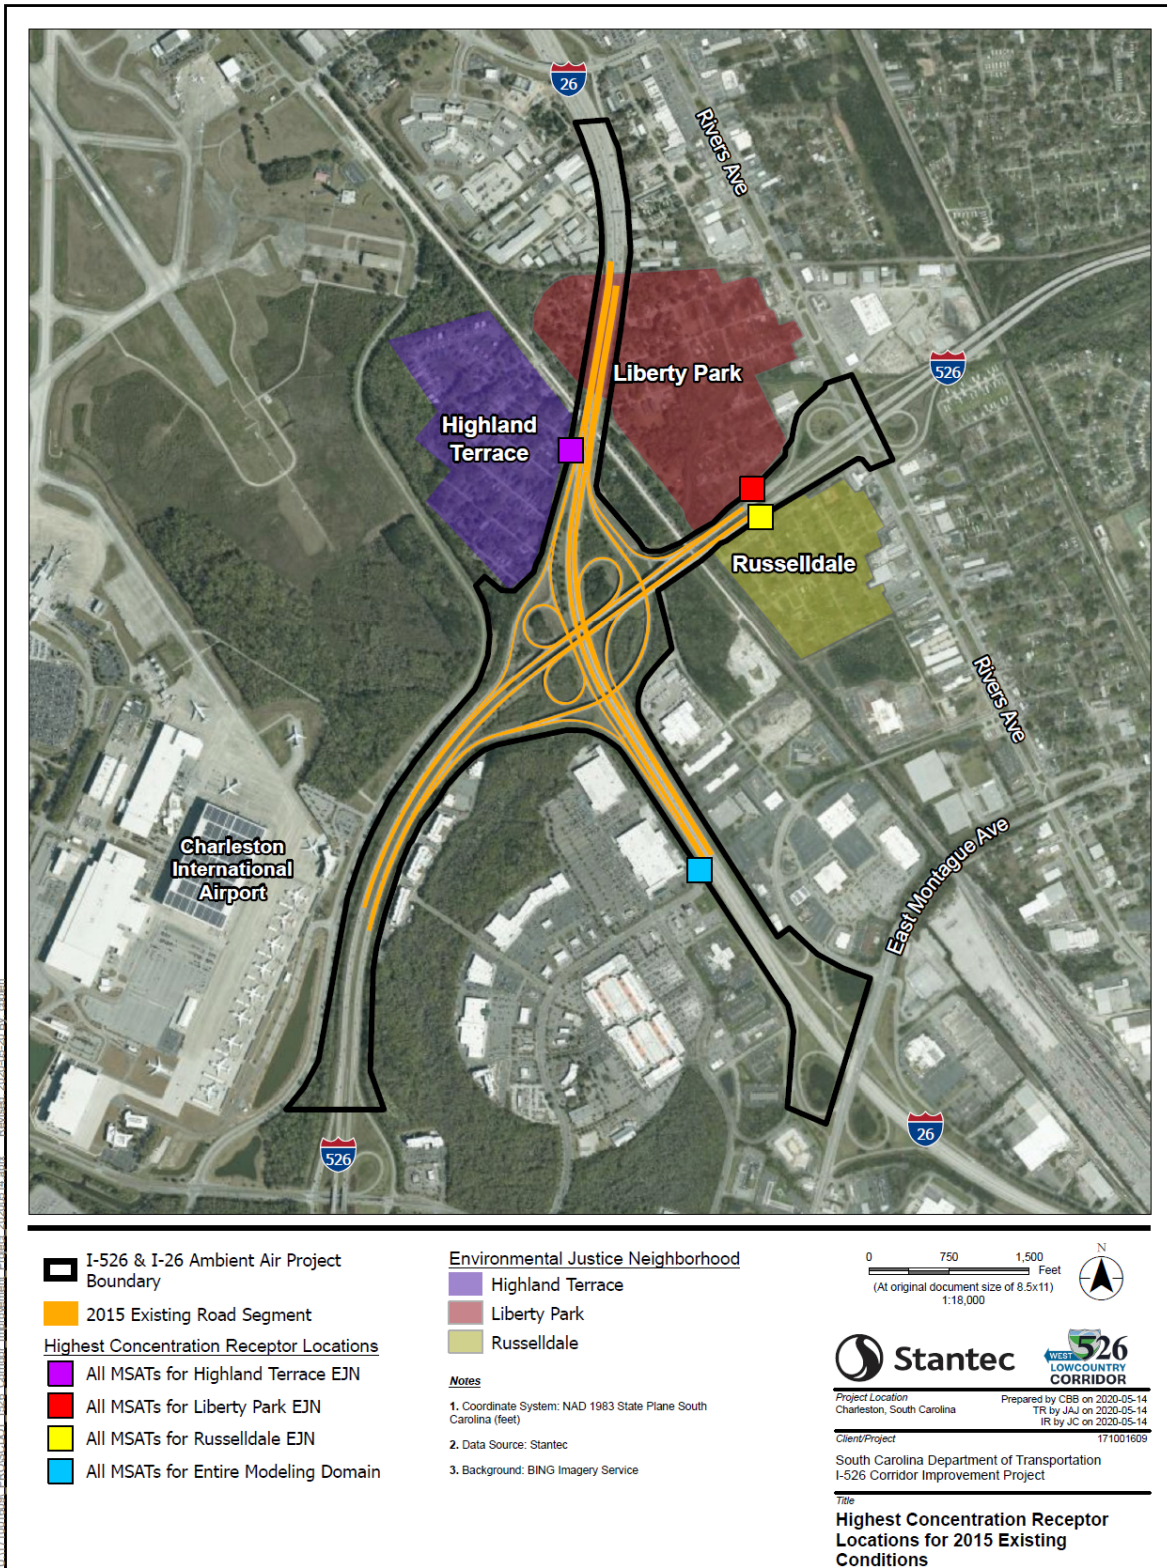 26
Rivers Ave
526
Liberty Park
Highland
Terrace
Russelldale
Rivers Ave
Charleston
International
Airport
East Montague Ave
26
526
I-526 & I-26 Ambient Air Project
Boundary
2015 Existing Road Segment
Highest Concentration Receptor Locations
All MSATs for Highland Terrace EJN
All MSATs for Liberty Park EJN
All MSATs for Russelldale EJN
All MSATs for Entire Modeling Domain
Environmental Justice Neighborhood
Highland Terrace
Liberty Park
Russelldale
Notes
1. Coordinate System: NAD 1983 State Plane South
Carolina (feet)
2. Data Source: Stantec
3. Background: BING Imagery Service
0 750 1,500
Feet
(At original document size of 8.5x11)
1:18,000
N
Stantec
WEST 526
LOWCOUNTRY
CORRIDOR
Project Location
Charleston, South Carolina
Prepared by CBB on 2020-05-14
TR by JAJ on 2020-05-14
IR by JC on 2020-05-14
Client/Project 171001609
South Carolina Department of Transportation
I-526 Corridor Improvement Project
Title
Highest Concentration Receptor
Locations for 2015 Existing
Conditions